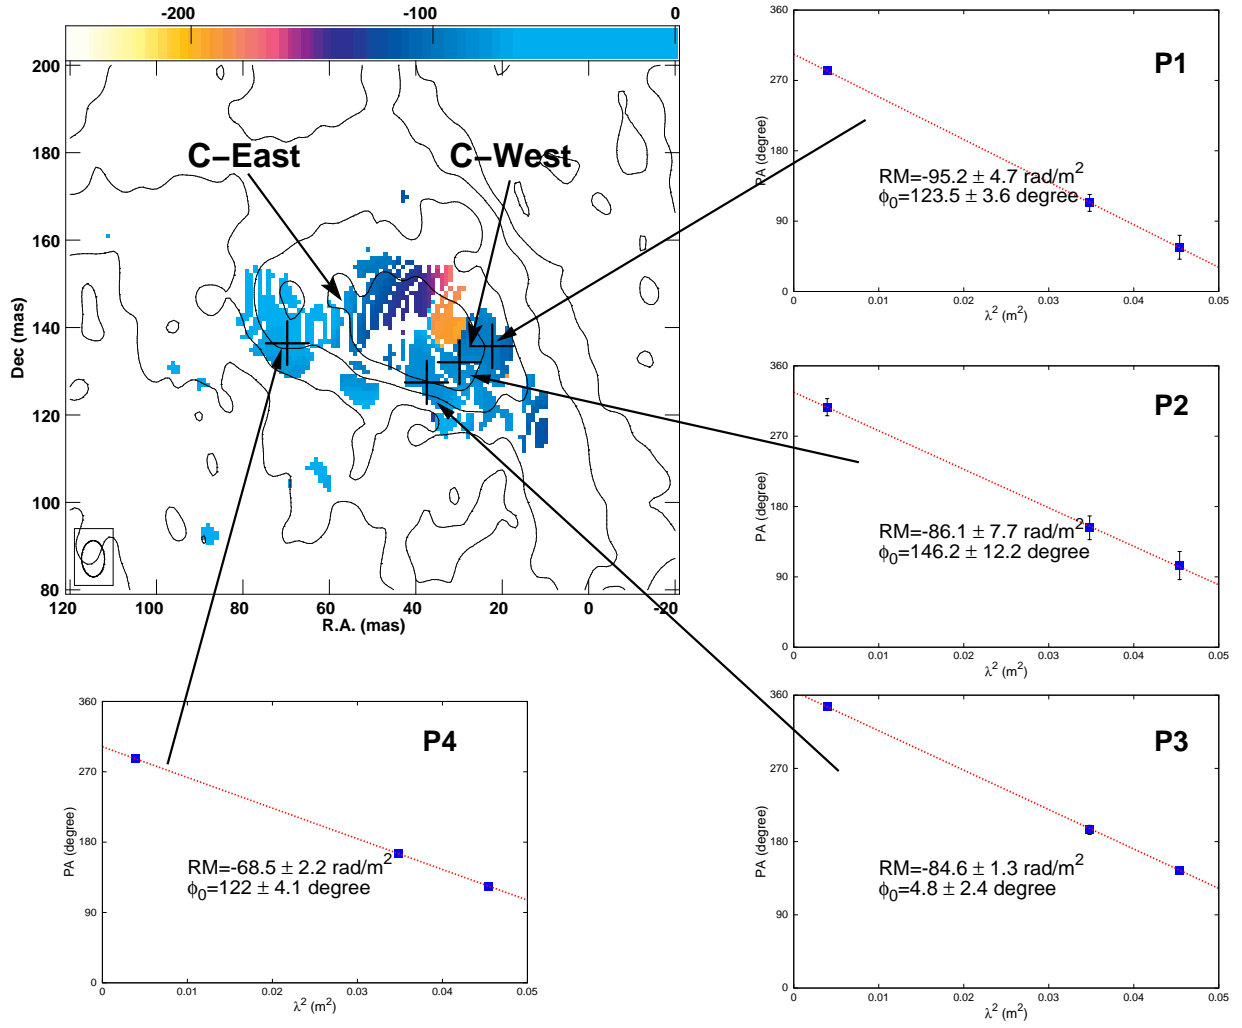 -200 -100 0
200
180
160
140
120
100
80
Dec (mas)
120 100 80 60 40 20 0 -20
R.A. (mas)
C−East
C−West
P1
360
270
180
90
0
PA (degree)
RM=-95.2 ± 4.7 rad/m²
ϕ₀=123.5 ± 3.6 degree
0 0.01 0.02 0.03 0.04 0.05
λ² (m²)
P2
360
270
180
90
0
PA (degree)
RM=-86.1 ± 7.7 rad/m²
ϕ₀=146.2 ± 12.2 degree
0 0.01 0.02 0.03 0.04 0.05
λ² (m²)
P4
360
270
180
90
0
PA (degree)
RM=-68.5 ± 2.2 rad/m²
ϕ₀=122 ± 4.1 degree
0 0.01 0.02 0.03 0.04 0.05
λ² (m²)
P3
360
270
180
90
0
PA (degree)
RM=-84.6 ± 1.3 rad/m²
ϕ₀=4.8 ± 2.4 degree
0 0.01 0.02 0.03 0.04 0.05
λ² (m²)